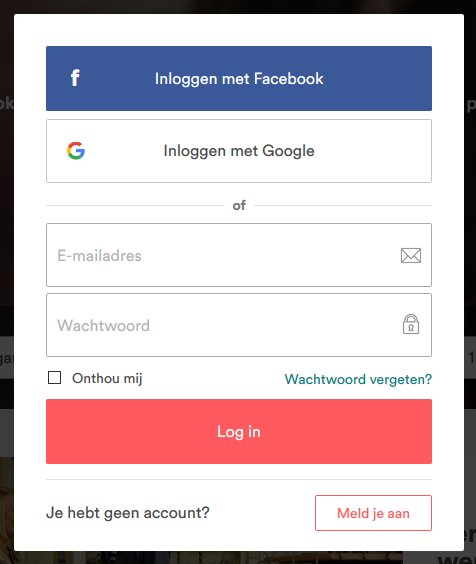 Inloggen met Facebook
Inloggen met Google
of
E-mailadres
Wachtwoord
Onthou mij
Wachtwoord vergeten?
Log in
Je hebt geen account?
Meld je aan